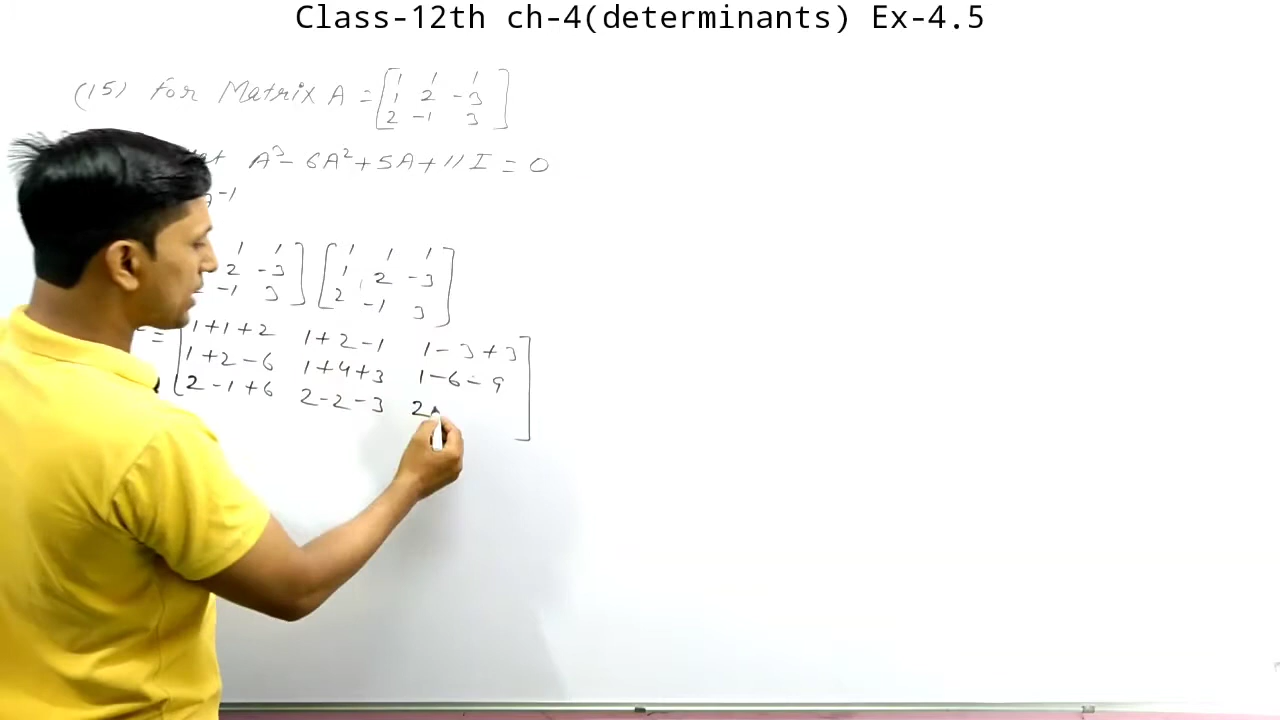 Class-12th ch-4(determinants) Ex-4.5
(15) For Matrix A = [1 1 1
1 2 -3
2 -1 3]
A³ - 6A² + 5A + 11 I = 0
-1
1 1] [1 1 1
2 -3 1 2 -3
-1 3 2 -1 3]
= [1+1+2 1+2-1 1-3+3
1+2-6 1+4+3 1-6-9
2-1+6 2-2-3 2]